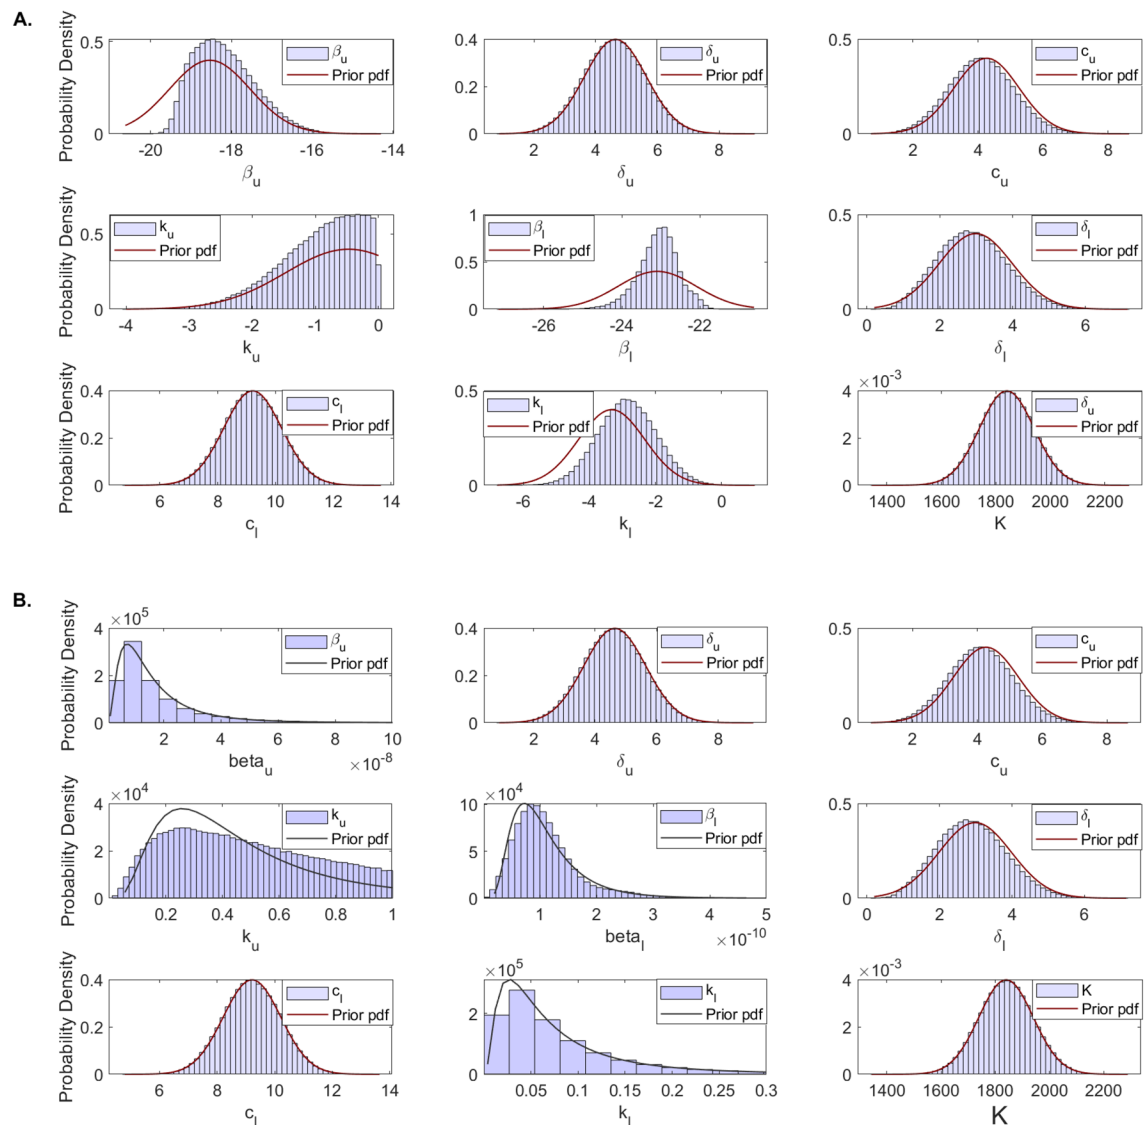 A.
Probability Density
0.5
0
-20 -18 -16 -14
β_u
β_u
Prior pdf
0.4
0.2
0
2 4 6 8
δ_u
δ_u
Prior pdf
0.5
0
2 4 6 8
c_u
c_u
Prior pdf
Probability Density
0.5
0
-4 -3 -2 -1 0
k_u
k_u
Prior pdf
1
0.5
0
-26 -24 -22
β_l
β_l
Prior pdf
0.5
0
0 2 4 6
δ_l
δ_l
Prior pdf
Probability Density
0.4
0.2
0
6 8 10 12 14
c_l
c_l
Prior pdf
0.5
0
-6 -4 -2 0
k_l
k_l
Prior pdf
×10^-3
4
2
0
1400 1600 1800 2000 2200
K
δ_u
Prior pdf
B.
Probability Density
×10^5
4
2
0
2 4 6 8 10
×10^-8
beta_u
β_u
Prior pdf
0.4
0.2
0
2 4 6 8
δ_u
δ_u
Prior pdf
0.5
0
2 4 6 8
c_u
c_u
Prior pdf
Probability Density
×10^4
4
2
0
0.2 0.4 0.6 0.8 1
k_u
k_u
Prior pdf
×10^4
10
5
0
1 2 3 4 5
×10^-10
beta_l
β_l
Prior pdf
0.5
0
0 2 4 6
δ_l
δ_l
Prior pdf
Probability Density
0.4
0.2
0
6 8 10 12 14
c_l
c_l
Prior pdf
×10^5
2
0
0.05 0.1 0.15 0.2 0.25 0.3
k_l
k_l
Prior pdf
×10^-3
4
2
0
1400 1600 1800 2000 2200
K
K
Prior pdf